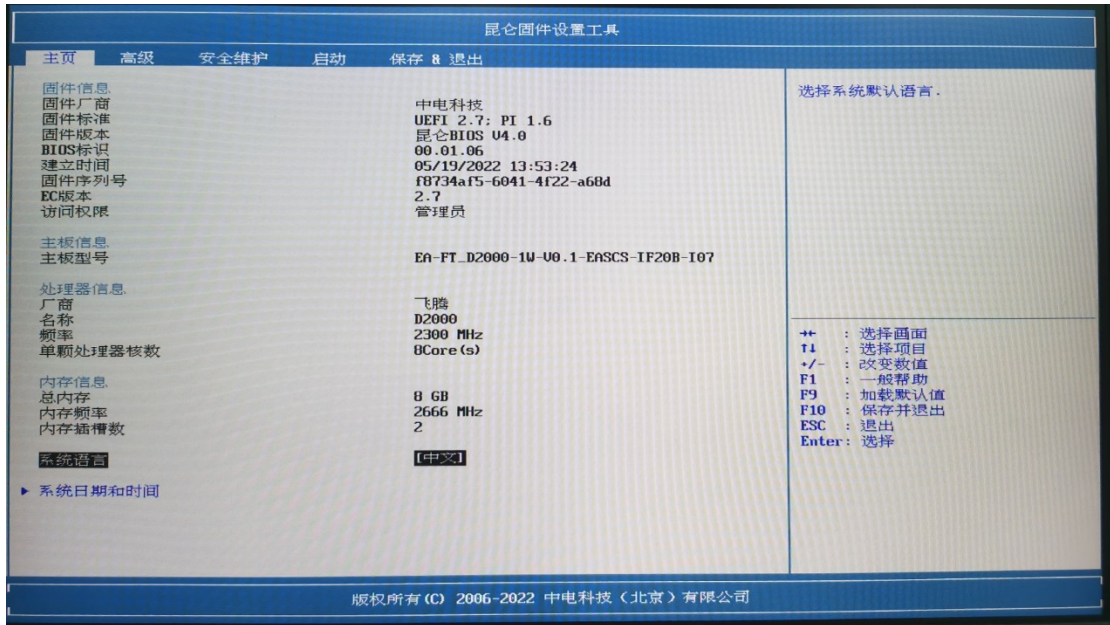 昆仑固件设置工具
主页 高级 安全维护 启动 保存 & 退出
固件信息
固件厂商 中电科技
固件标准 UEFI 2.7; PI 1.6
固件版本 昆仑BIOS V4.0
BIOS标识 00.01.06
建立时间 05/19/2022 13:53:24
固件序列号 f8734af5-6041-4f22-a68d
EC版本 2.7
访问权限 管理员
主板信息
主板型号 EA-FT_D2000-1W-V0.1-EASCS-IF20B-I07
处理器信息
厂商 飞腾
名称 D2000
频率 2300 MHz
单颗处理器核数 8Core(s)
内存信息
总内存 8 GB
内存频率 2666 MHz
内存插槽数 2
系统语言 [中文]
系统日期和时间
选择系统默认语言.
→← : 选择画面
↑↓ : 选择项目
+/- : 改变数值
F1 : 一般帮助
F9 : 加载默认值
F10 : 保存并退出
ESC : 退出
Enter: 选择
版权所有(C) 2006-2022 中电科技（北京）有限公司